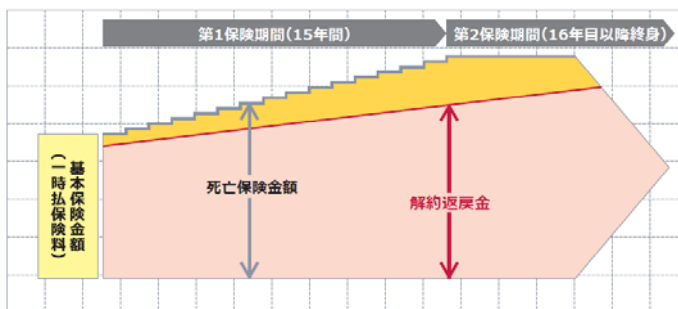 第1保険期間(15年間)
第2保険期間(16年目以降終身)
基本保険金額
(一時払保険料)
死亡保険金額
解約返戻金